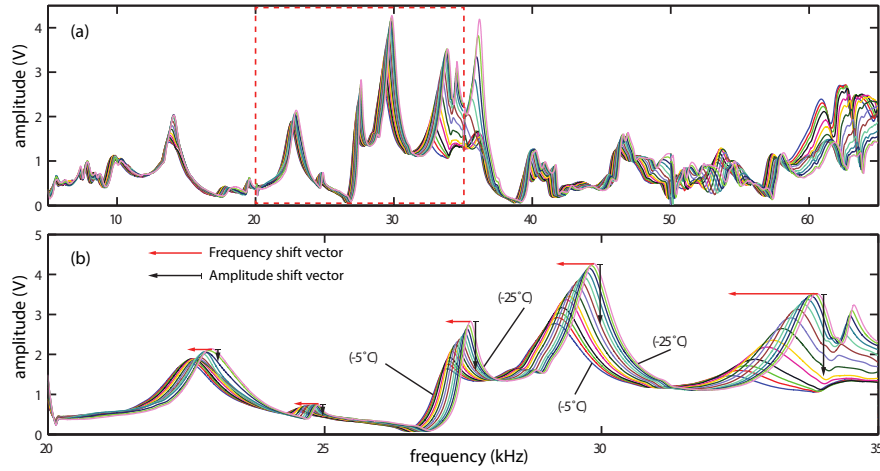 (a)
amplitude (V)
4
3
2
1
0
10 20 30 40 50 60
(b)
amplitude (V)
5
4
3
2
1
0
Frequency shift vector
Amplitude shift vector
(-5˚C)
(-25˚C)
(-5˚C)
(-25˚C)
20 25 30 35
frequency (kHz)